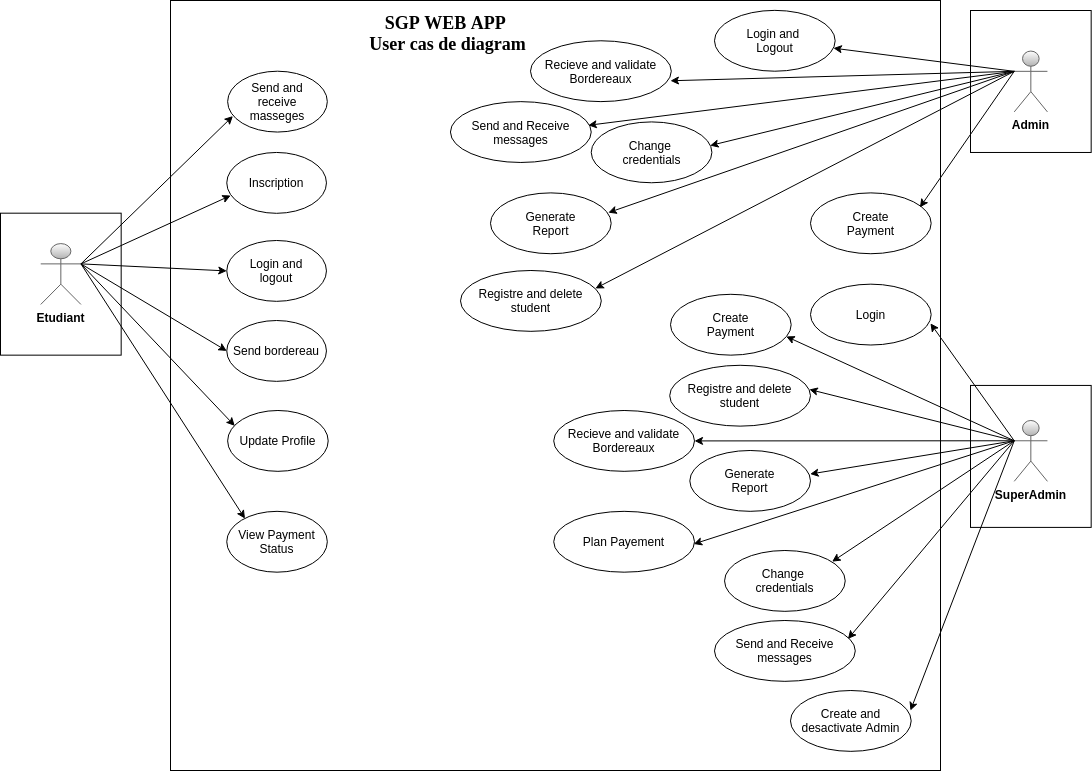 SGP WEB APP
User cas de diagram
Send and
receive
masseges
Inscription
Login and
logout
Send bordereau
Update Profile
View Payment
Status
Etudiant
Login and
Logout
Recieve and validate
Bordereaux
Send and Receive
messages
Change
credentials
Generate
Report
Create
Payment
Registre and delete
student
Admin
Login
Create
Payment
Registre and delete
student
Recieve and validate
Bordereaux
Generate
Report
Plan Payement
Change
credentials
Send and Receive
messages
Create and
desactivate Admin
SuperAdmin